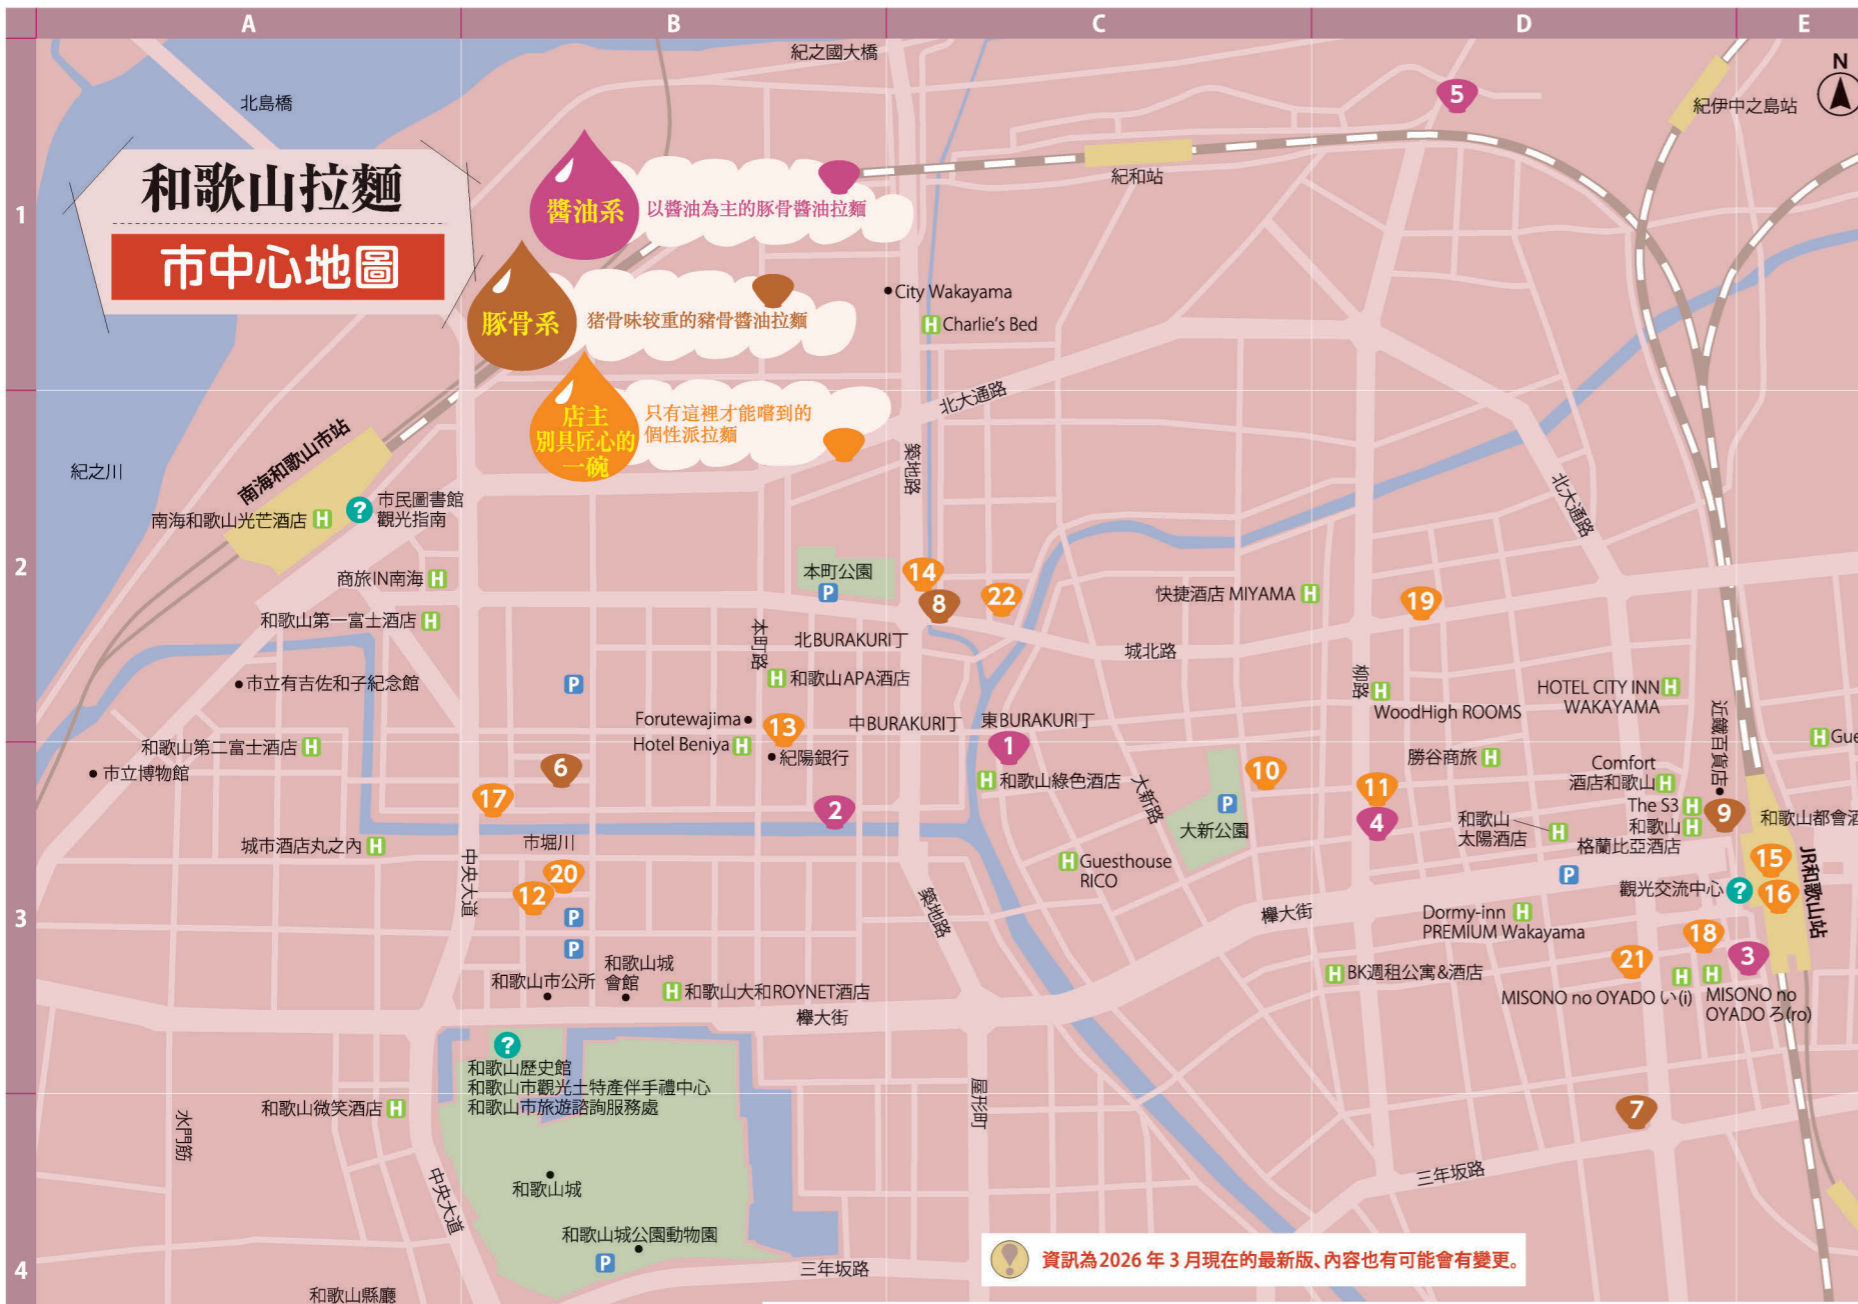 A B C D E
N
1
2
3
4
和歌山拉麵
市中心地圖
醬油系
以醬油為主的豚骨醬油拉麵
豚骨系
猪骨味较重的豬骨醬油拉麵
店主
別具匠心的
一碗
只有這裡才能嚐到的
個性派拉麵
紀之國大橋
北島橋
5
紀伊中之島站
紀和站
City Wakayama
H Charlie's Bed
北大通路
紀之川
南海和歌山市站
築地路
北大通路
南海和歌山光芒酒店 H
?
市民圖書館
觀光指南
商旅IN南海 H
和歌山第一富士酒店 H
本町公園
P
14
8
22
快捷酒店 MIYAMA H
19
本町路
北BURAKURI丁
城北路
柳路
市立有吉佐和子紀念館
P
H 和歌山APA酒店
H
WoodHigh ROOMS
HOTEL CITY INN H
WAKAYAMA
近鐵百貨店
Forutewajima
13
中BURAKURI丁
東BURAKURI丁
和歌山第二富士酒店 H
Hotel Beniya H
紀陽銀行
1
H Gue
市立博物館
6
17
2
H 和歌山綠色酒店
大新路
10
P
大新公園
11
4
勝谷商旅 H
Comfort
酒店和歌山 H
The S3 H
和歌山 H
格蘭比亞酒店
9
和歌山
太陽酒店
H
和歌山都會酒
城市酒店丸之內 H
市堀川
中央大道
20
12
P
P
H Guesthouse
RICO
P
15
16
JR和歌山站
觀光交流中心 ?
築地路
櫸大街
Dormy-inn H
PREMIUM Wakayama
18
21
3
和歌山市公所
和歌山城
會館
H 和歌山大和ROYNET酒店
H BK週租公寓&酒店
H
MISONO no OYADO い(i)
H
MISONO no
OYADO ろ(ro)
櫸大街
?
和歌山歷史館
和歌山市觀光土特產伴手禮中心
和歌山市旅遊諮詢服務處
和歌山微笑酒店 H
水門筋
屋形町
7
中央大道
和歌山城
三年坂路
和歌山城公園動物園
P
三年坂路
和歌山縣廳
資訊為2026 年 3 月現在的最新版、內容也有可能會有變更。